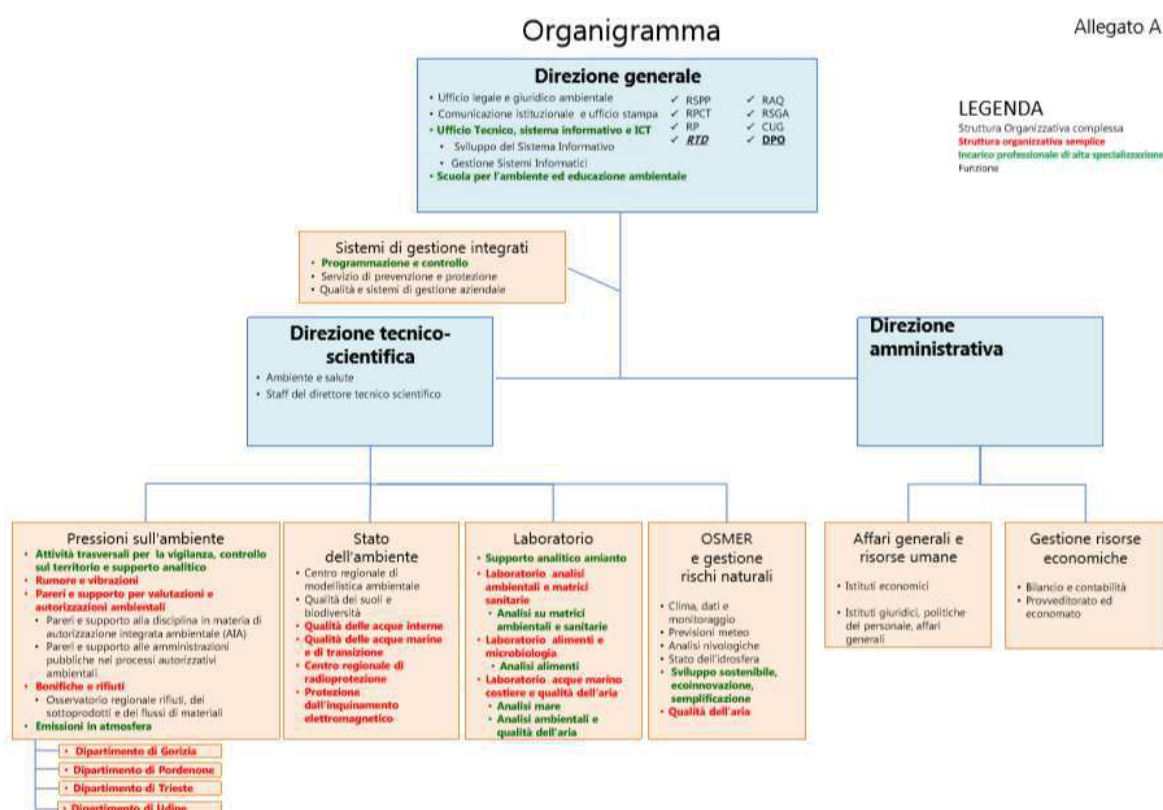 Organigramma
Allegato A
Direzione generale
• Ufficio legale e giuridico ambientale
• Comunicazione istituzionale e ufficio stampa
• Ufficio Tecnico, sistema informativo e ICT
• Sviluppo del Sistema Informativo
• Gestione Sistemi Informatici
• Scuola per l'ambiente ed educazione ambientale
✓ RSPP
✓ RPCT
✓ RP
✓ RTD
✓ RAQ
✓ RSGA
✓ CUG
✓ DPO
LEGENDA
Struttura Organizzativa complessa
Struttura organizzativa semplice
Incarico professionale di alta specializzazione
Funzione
Sistemi di gestione integrati
• Programmazione e controllo
• Servizio di prevenzione e protezione
• Qualità e sistemi di gestione aziendale
Direzione tecnico-
scientifica
• Ambiente e salute
• Staff del direttore tecnico scientifico
Direzione
amministrativa
Pressioni sull'ambiente
• Attività trasversali per la vigilanza, controllo
sul territorio e supporto analitico
• Rumore e vibrazioni
• Pareri e supporto per valutazioni e
autorizzazioni ambientali
• Pareri e supporto alla disciplina in materia di
autorizzazione integrata ambientale (AIA)
• Pareri e supporto alle amministrazioni
pubbliche nei processi autorizzativi
ambientali
• Bonifiche e rifiuti
• Osservatorio regionale rifiuti, dei
sottoprodotti e dei flussi di materiali
• Emissioni in atmosfera
• Dipartimento di Gorizia
• Dipartimento di Pordenone
• Dipartimento di Trieste
• Dipartimento di Udine
Stato
dell'ambiente
• Centro regionale di
modellistica ambientale
• Qualità dei suoli e
biodiversità
• Qualità delle acque interne
• Qualità delle acque marine
e di transizione
• Centro regionale di
radioprotezione
• Protezione
dall'inquinamento
elettromagnetico
Laboratorio
• Supporto analitico amianto
• Laboratorio analisi
ambientali e matrici
sanitarie
• Analisi su matrici
ambientali e sanitarie
• Laboratorio alimenti e
microbiologia
• Analisi alimenti
• Laboratorio acque marino
costiere e qualità dell'aria
• Analisi mare
• Analisi ambientali e
qualità dell'aria
OSMER
e gestione
rischi naturali
• Clima, dati e
monitoraggio
• Previsioni meteo
• Analisi nivologiche
• Stato dell'idrosfera
• Sviluppo sostenibile,
ecoinnovazione,
semplificazione
• Qualità dell'aria
Affari generali e
risorse umane
• Istituti economici
• Istituti giuridici, politiche
del personale, affari
generali
Gestione risorse
economiche
• Bilancio e contabilità
• Provveditorato ed
economato